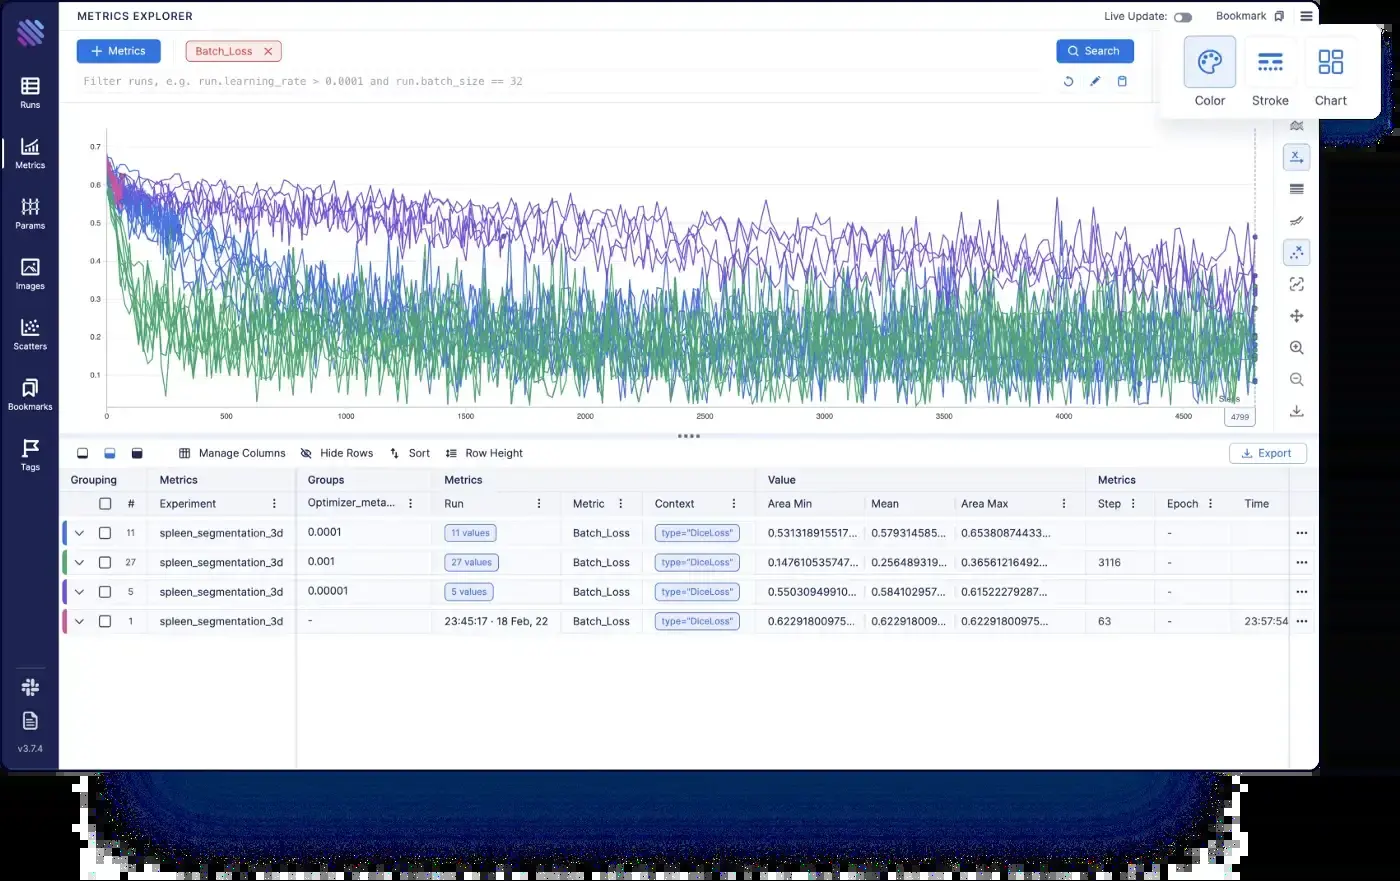 METRICS EXPLORER
Live Update:
Bookmark
Metrics
Batch_Loss
Search
Filter runs, e.g. run.learning_rate > 0.0001 and run.batch_size == 32
Color
Stroke
Chart
Runs
Metrics
Params
Images
Scatters
Bookmarks
Tags
v3.7.4
0.7
0.6
0.5
0.4
0.3
0.2
0.1
0 500 1000 1500 2000 2500 3000 3500 4000 4500
Steps
4799
Manage Columns Hide Rows Sort Row Height Export
Grouping Metrics Groups Metrics Value Metrics
# Experiment Optimizer_meta... Run Metric Context Area Min Mean Area Max Step Epoch Time
11 spleen_segmentation_3d 0.0001 11 values Batch_Loss type="DiceLoss" 0.531318915517... 0.579314585... 0.65380874433... -
27 spleen_segmentation_3d 0.001 27 values Batch_Loss type="DiceLoss" 0.147610535747... 0.256489319... 0.36561216492... 3116 -
5 spleen_segmentation_3d 0.00001 5 values Batch_Loss type="DiceLoss" 0.55030949910... 0.584102957... 0.61522279287... -
1 spleen_segmentation_3d - 23:45:17 · 18 Feb, 22 Batch_Loss type="DiceLoss" 0.62291800975... 0.622918009... 0.62291800975... 63 - 23:57:54